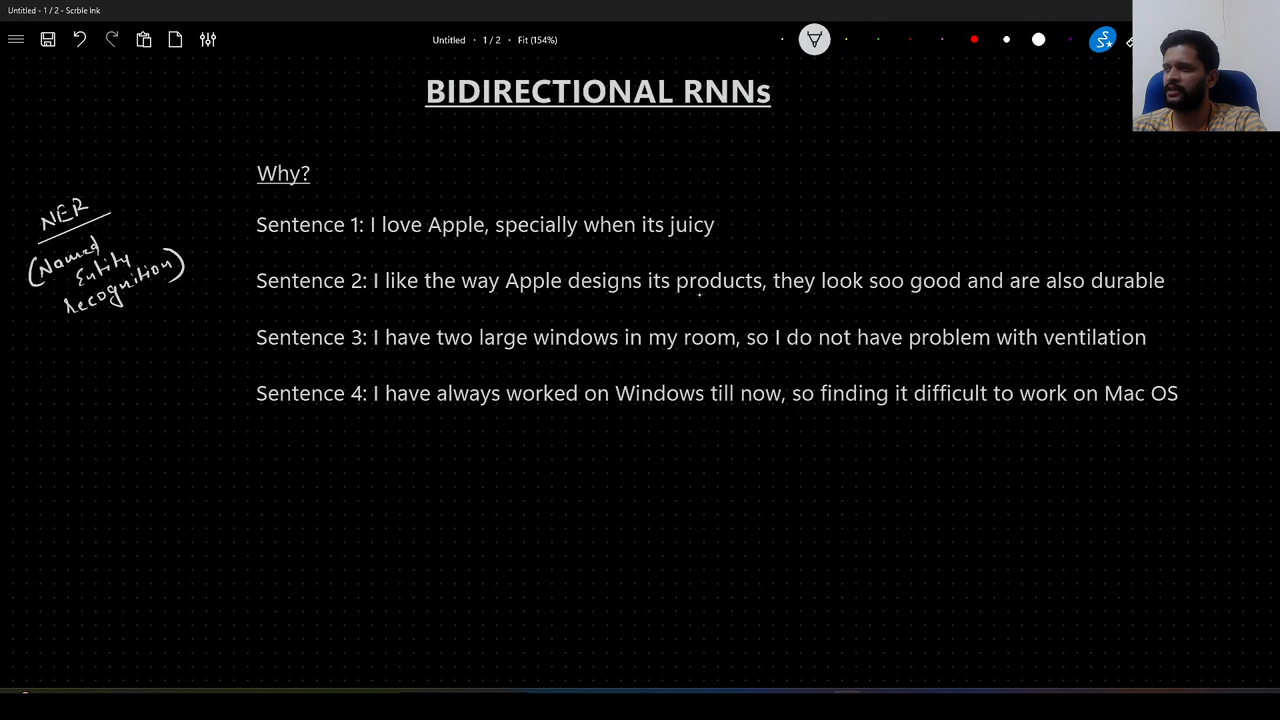 Untitled - 1 / 2 - Scrble Ink
Untitled · 1 / 2 · Fit (154%)
BIDIRECTIONAL RNNs
Why?
NER
(Named
Entity
Recognition)
Sentence 1: I love Apple, specially when its juicy
Sentence 2: I like the way Apple designs its products, they look soo good and are also durable
Sentence 3: I have two large windows in my room, so I do not have problem with ventilation
Sentence 4: I have always worked on Windows till now, so finding it difficult to work on Mac OS